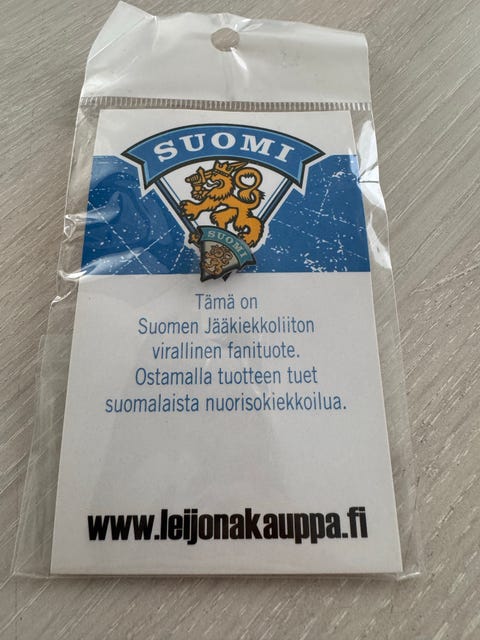 SUOMI
SUOMI
Tämä on
Suomen Jääkiekkoliiton
virallinen fanituote.
Ostamalla tuotteen tuet
suomalaista nuorisokiekkoilua.
www.leijonakauppa.fi